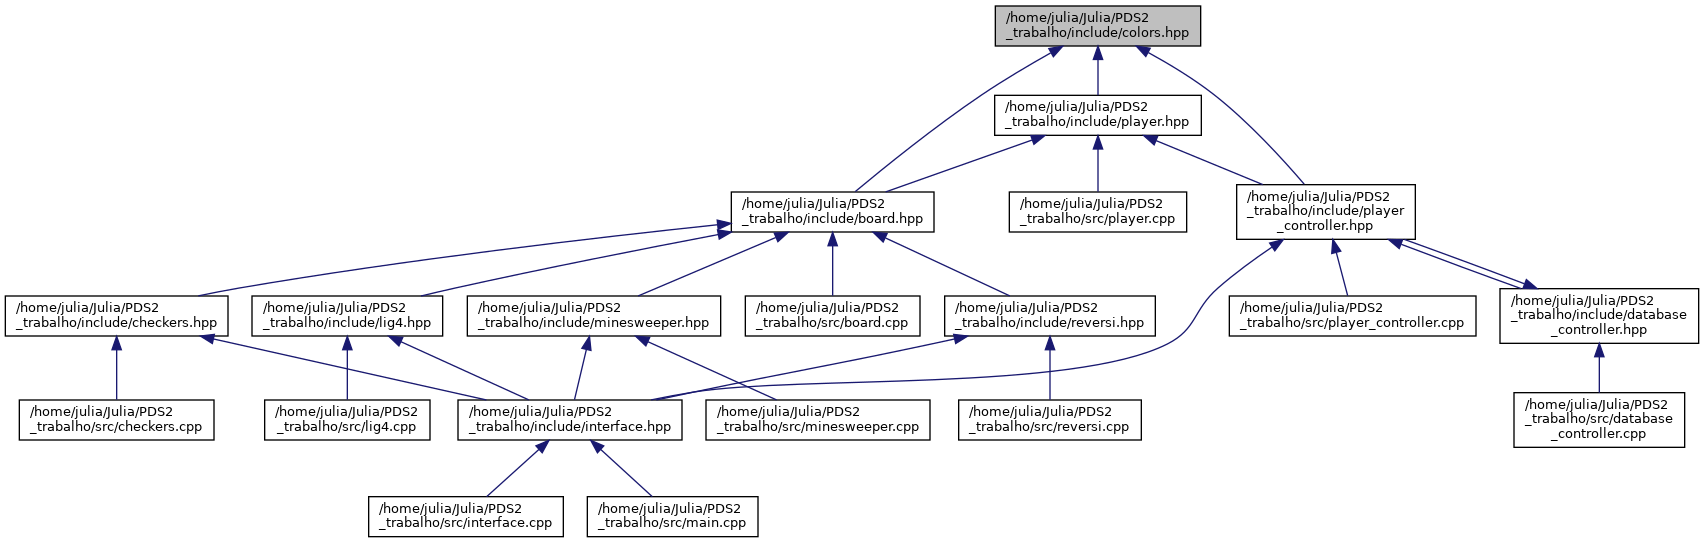 /home/julia/Julia/PDS2
_trabalho/include/colors.hpp
/home/julia/Julia/PDS2
_trabalho/include/player.hpp
/home/julia/Julia/PDS2
_trabalho/include/board.hpp
/home/julia/Julia/PDS2
_trabalho/src/player.cpp
/home/julia/Julia/PDS2
_trabalho/include/player
_controller.hpp
/home/julia/Julia/PDS2
_trabalho/include/checkers.hpp
/home/julia/Julia/PDS2
_trabalho/include/lig4.hpp
/home/julia/Julia/PDS2
_trabalho/include/minesweeper.hpp
/home/julia/Julia/PDS2
_trabalho/src/board.cpp
/home/julia/Julia/PDS2
_trabalho/include/reversi.hpp
/home/julia/Julia/PDS2
_trabalho/src/player_controller.cpp
/home/julia/Julia/PDS2
_trabalho/include/database
_controller.hpp
/home/julia/Julia/PDS2
_trabalho/src/checkers.cpp
/home/julia/Julia/PDS2
_trabalho/src/lig4.cpp
/home/julia/Julia/PDS2
_trabalho/include/interface.hpp
/home/julia/Julia/PDS2
_trabalho/src/minesweeper.cpp
/home/julia/Julia/PDS2
_trabalho/src/reversi.cpp
/home/julia/Julia/PDS2
_trabalho/src/database
_controller.cpp
/home/julia/Julia/PDS2
_trabalho/src/interface.cpp
/home/julia/Julia/PDS2
_trabalho/src/main.cpp